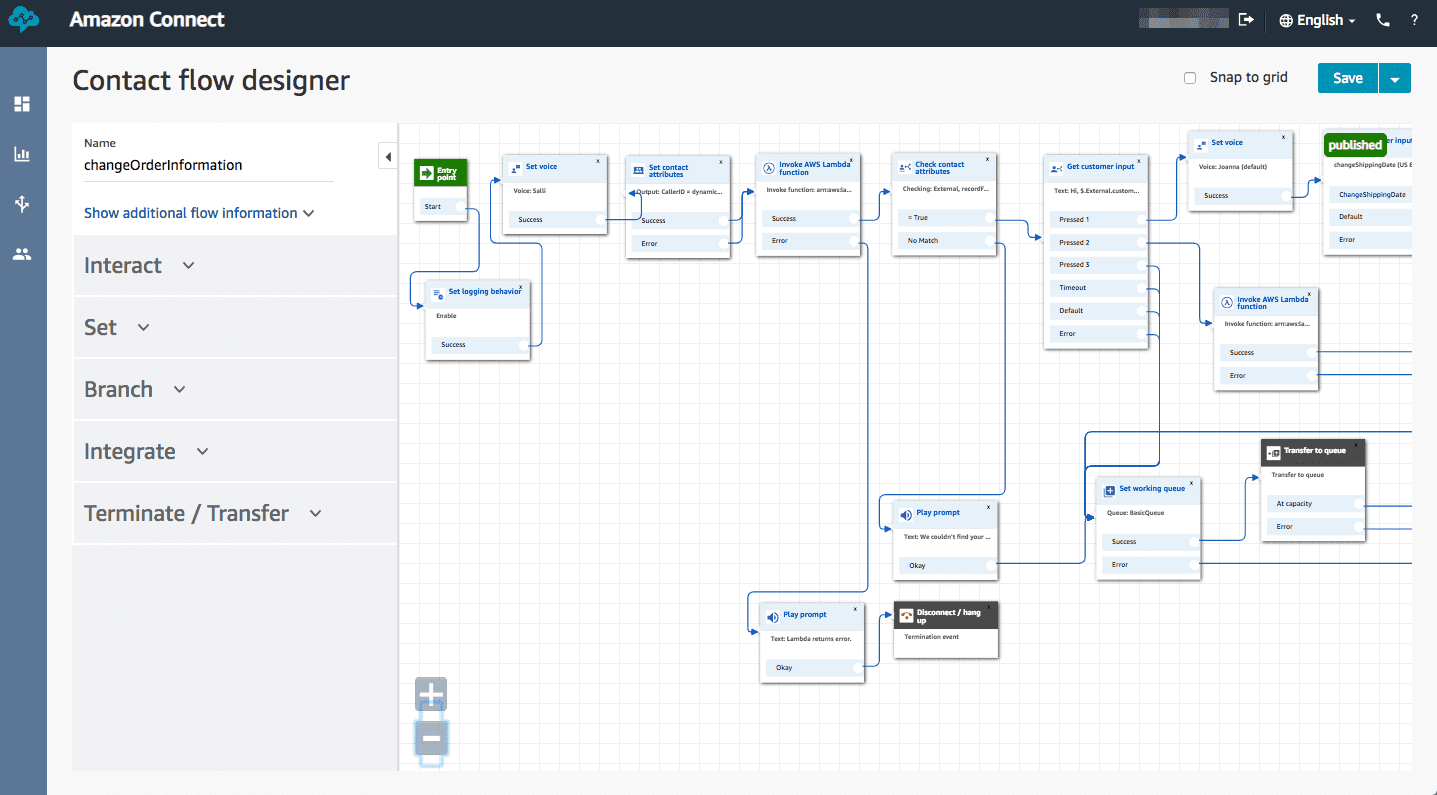 Amazon Connect
English
?
Contact flow designer
Snap to grid
Save
Name
changeOrderInformation
Show additional flow information
Interact
Set
Branch
Integrate
Terminate / Transfer
Entry
point
Start
Set logging behavior
x
Enable
Success
Set voice
x
Voice: Salli
Success
Set contact
attributes
x
Output: CallerID = dynamic...
Success
Error
Invoke AWS Lambda
function
x
Invoke function: arn:aws:la...
Success
Error
Check contact
attributes
x
Checking: External, recordF...
= True
No Match
Get customer input
x
Text: Hi, $.External.custom...
Pressed 1
Pressed 2
Pressed 3
Timeout
Default
Error
Set voice
x
Voice: Joanna (default)
Success
published
er input
changeShippingDate (US E
ChangeShippingDate
Default
Error
Invoke AWS Lambda
function
x
Invoke function: arn:aws:la...
Success
Error
Transfer to queue
x
Transfer to queue
At capacity
Error
Set working queue
x
Queue: BasicQueue
Success
Error
Play prompt
x
Text: We couldn't find your ...
Okay
Play prompt
x
Text: Lambda returns error.
Okay
Disconnect / hang
up
x
Termination event